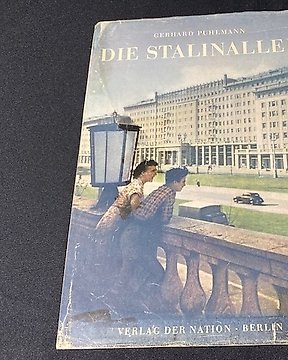 GERHARD PUHLMANN
DIE STALINALLE
VERLAG DER NATION · BERLIN